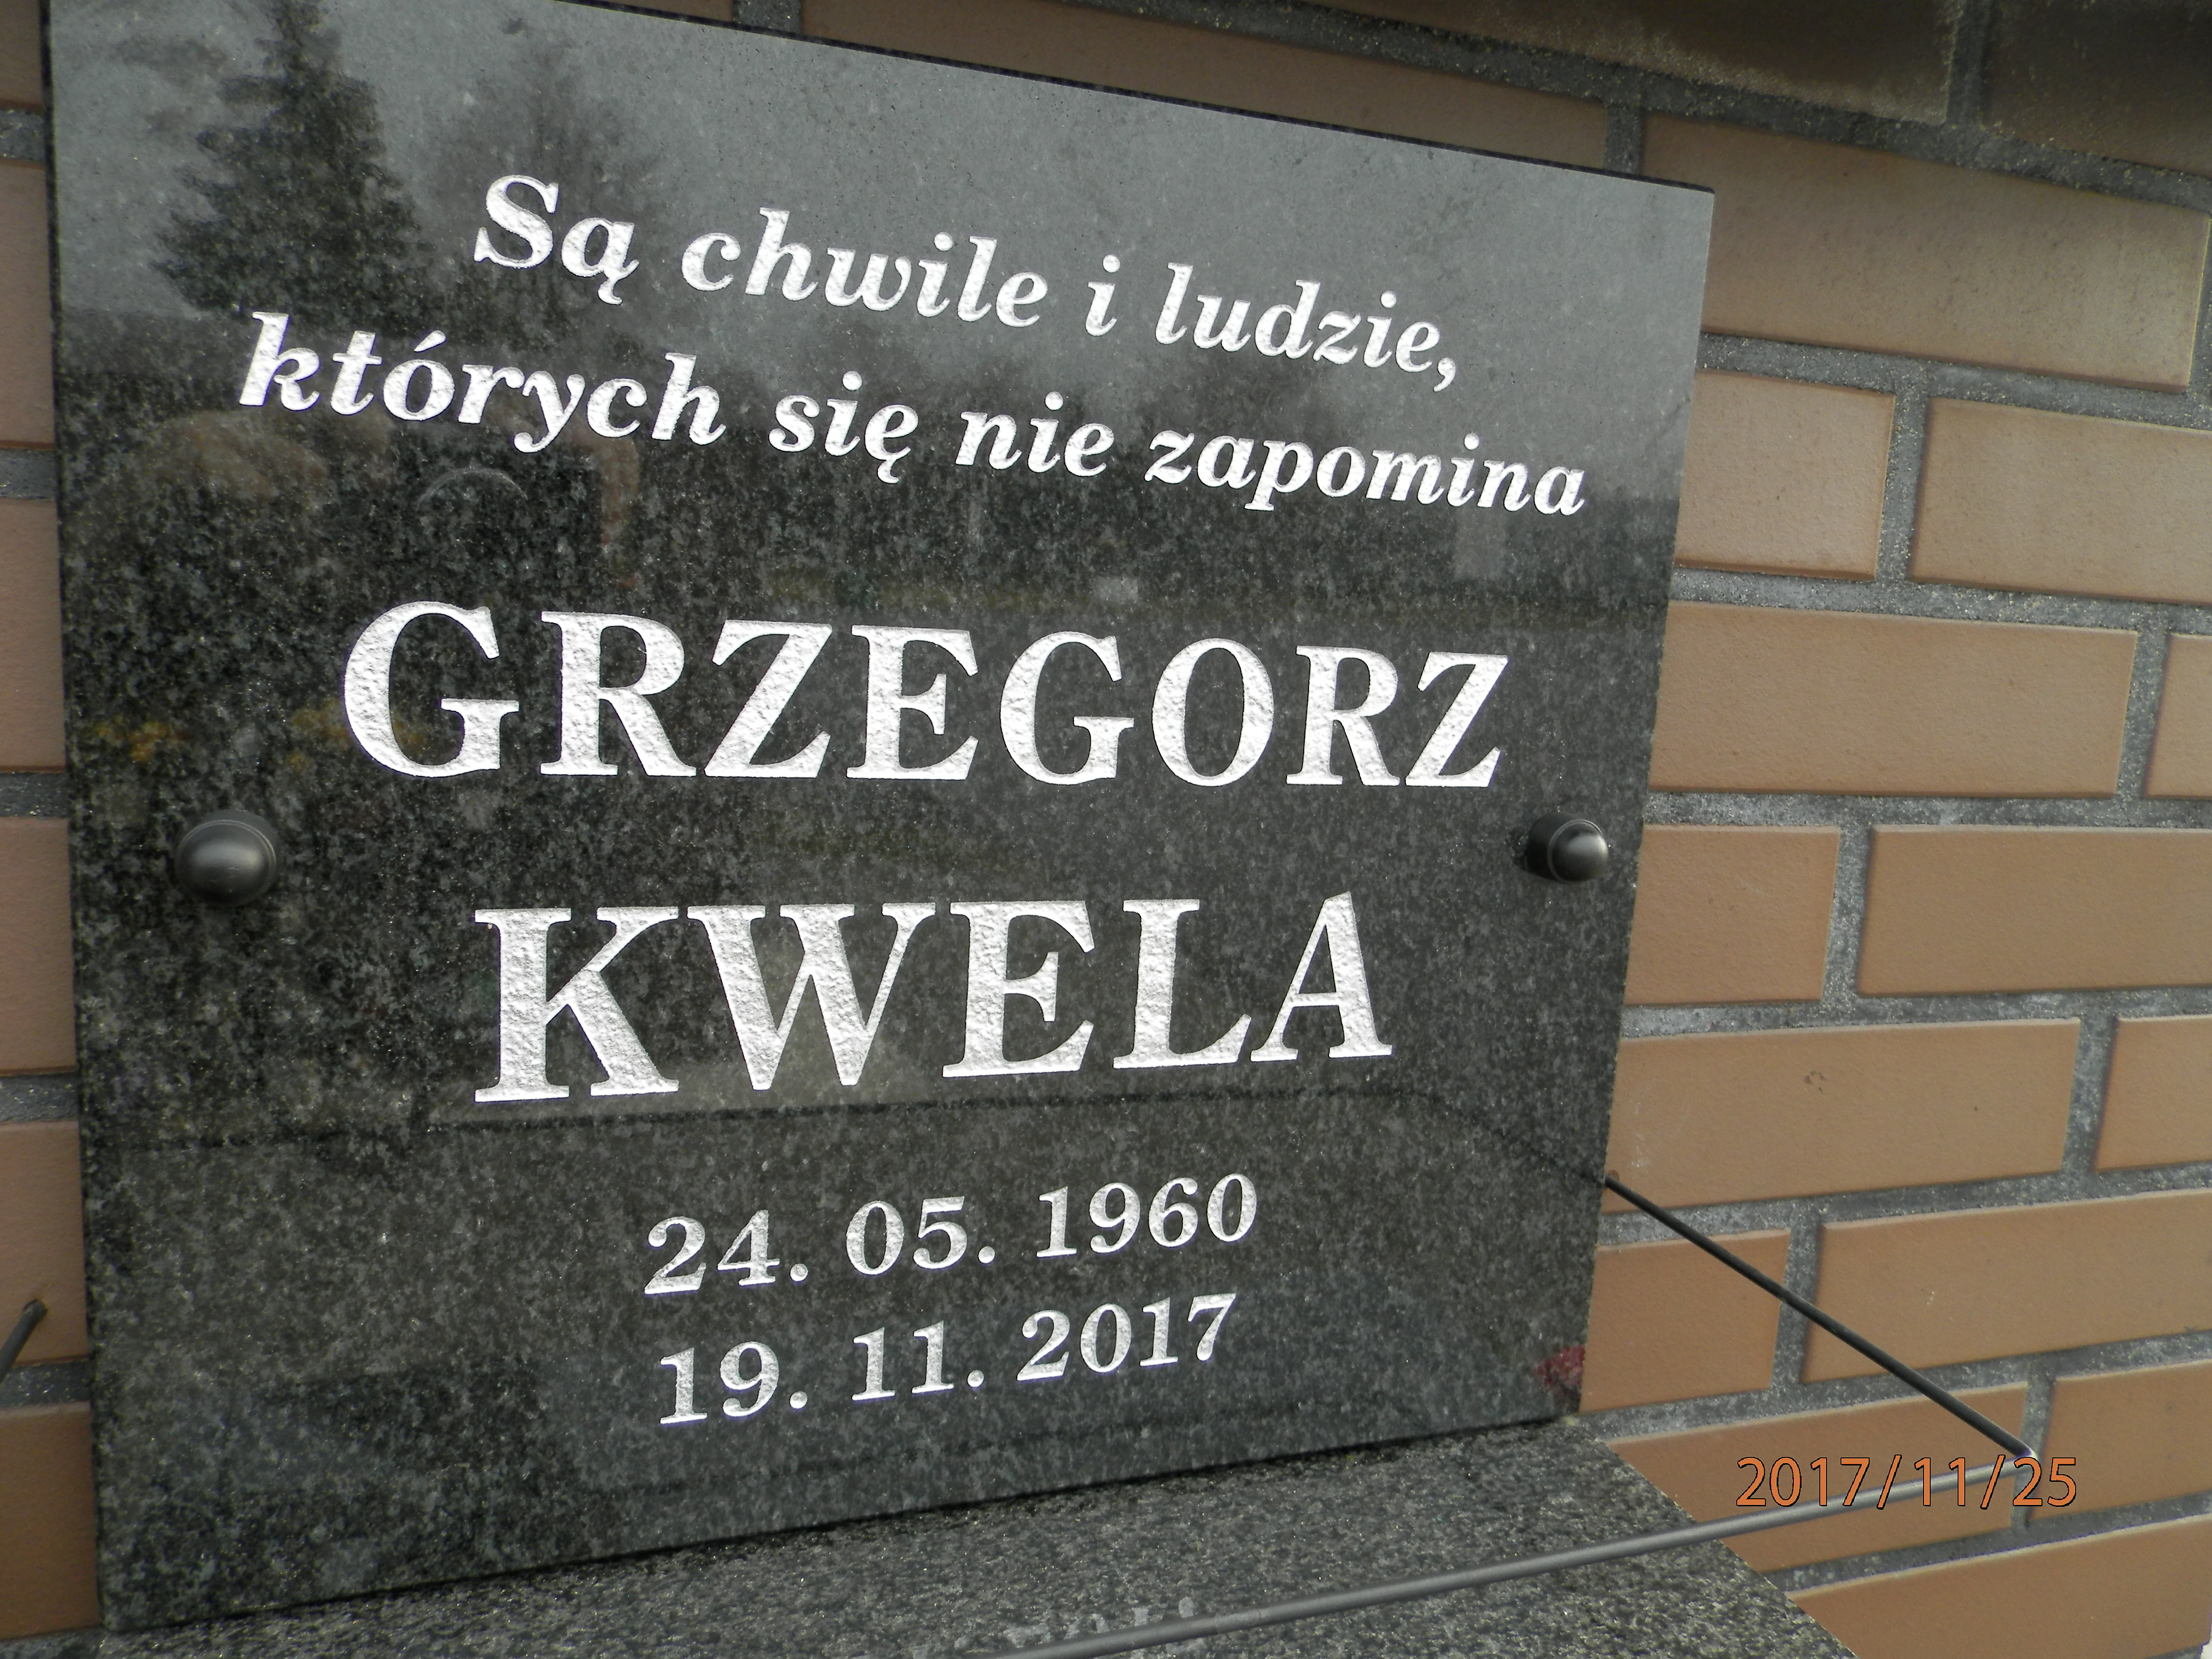 Są chwile i ludzie,
których się nie zapomina
GRZEGORZ
KWELA
24. 05. 1960
19. 11. 2017
2017/11/25